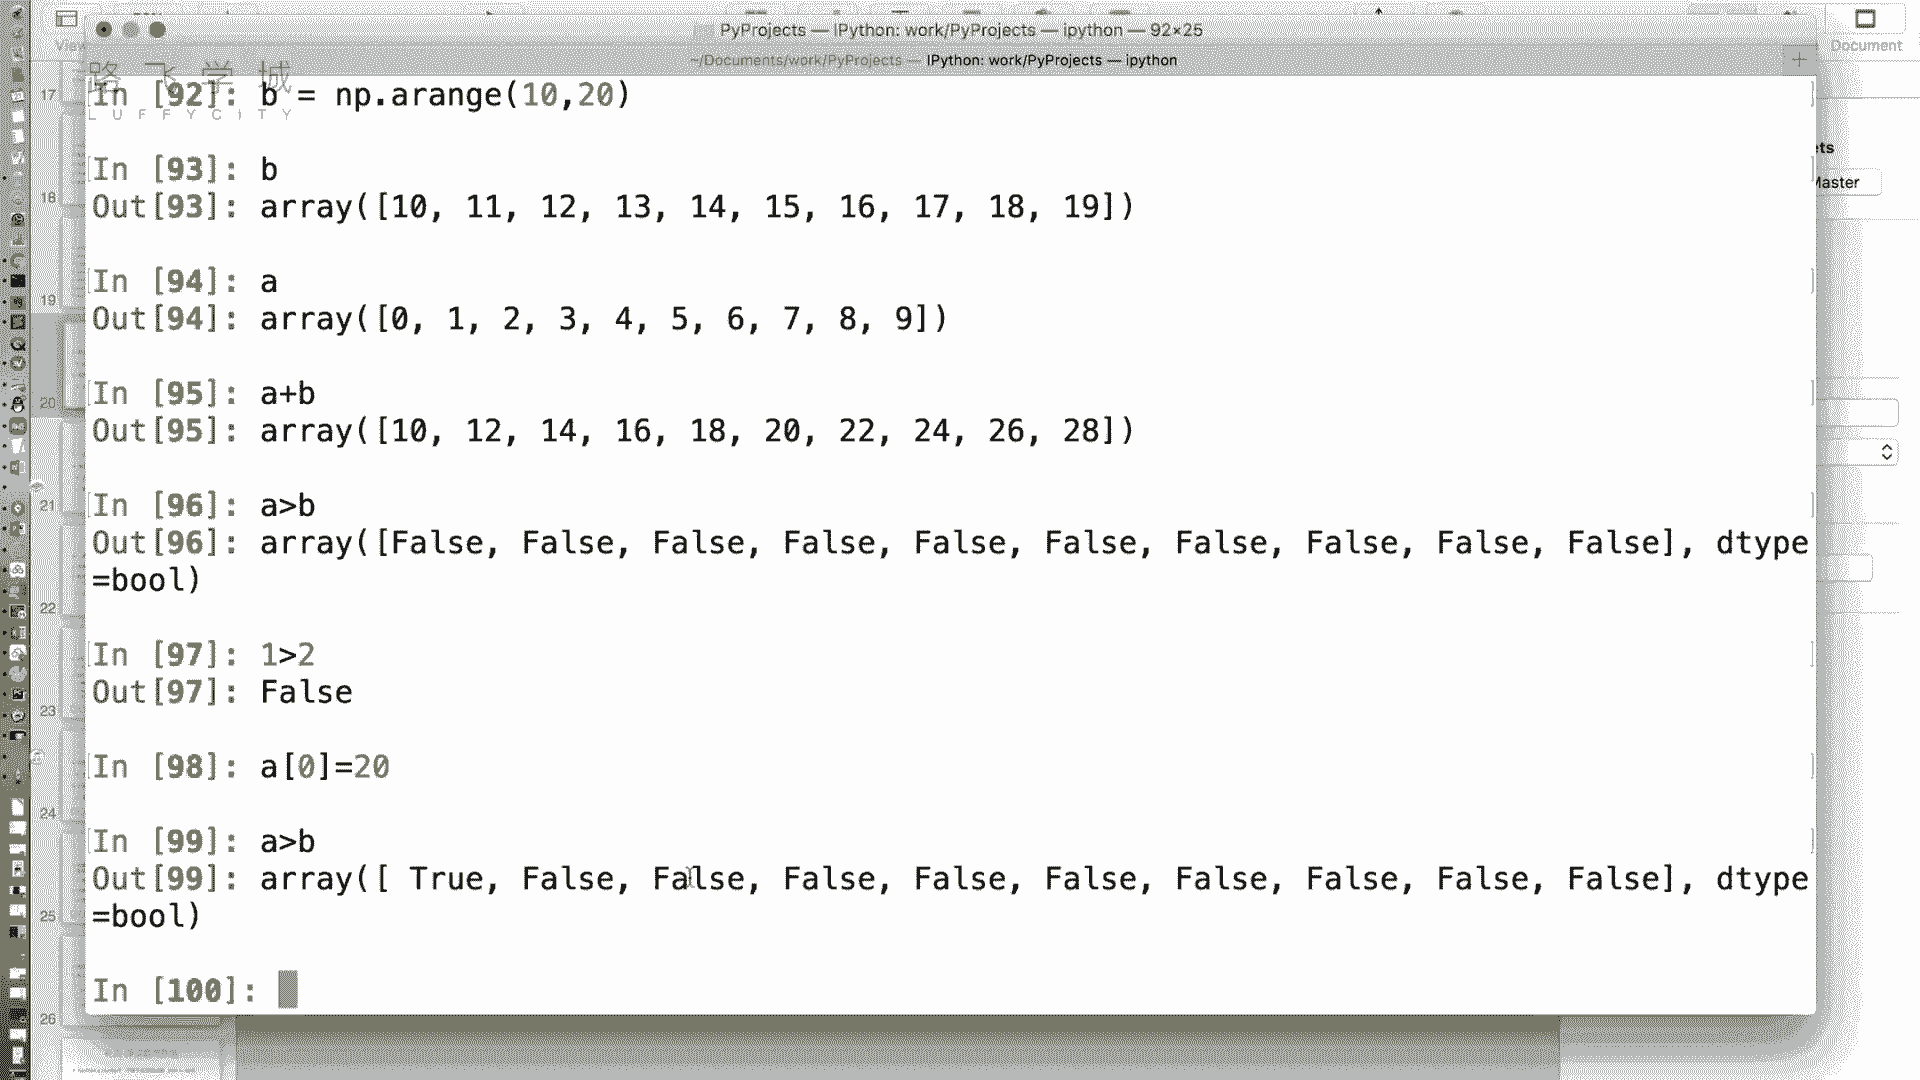 PyProjects — IPython: work/PyProjects — ipython — 92×25
~/Documents/work/PyProjects — IPython: work/PyProjects — ipython
View
Document
路飞学城
LUFFYCITY
In [92]: b = np.arange(10,20)
In [93]: b
Out[93]: array([10, 11, 12, 13, 14, 15, 16, 17, 18, 19])
In [94]: a
Out[94]: array([0, 1, 2, 3, 4, 5, 6, 7, 8, 9])
In [95]: a+b
Out[95]: array([10, 12, 14, 16, 18, 20, 22, 24, 26, 28])
In [96]: a>b
Out[96]: array([False, False, False, False, False, False, False, False, False, False], dtype
=bool)
In [97]: 1>2
Out[97]: False
In [98]: a[0]=20
In [99]: a>b
Out[99]: array([ True, False, False, False, False, False, False, False, False, False], dtype
=bool)
In [100]:
17
18
19
20
21
22
23
24
25
26
ets
Master